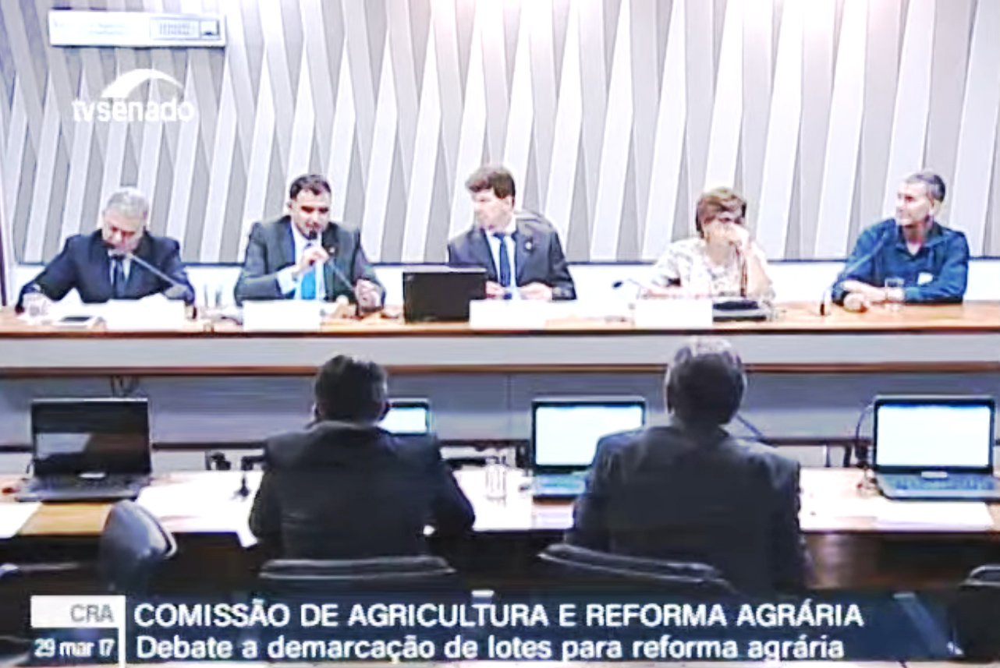 tvsenado
CRA
COMISSÃO DE AGRICULTURA E REFORMA AGRÁRIA
29 mar 17
Debate a demarcação de lotes para reforma agrária